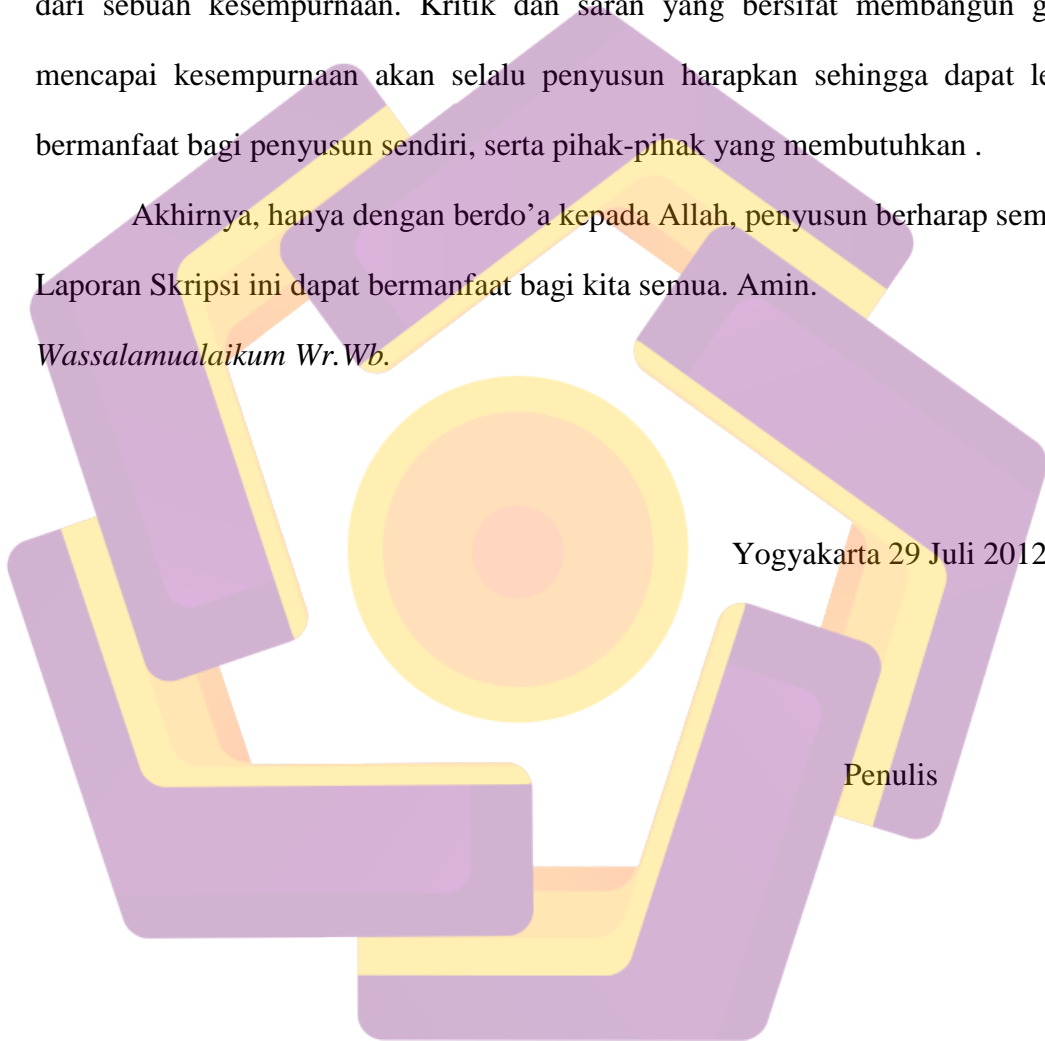 dari sebuah kesempurnaan. Kritik dan saran yang bersifat membangun
mencapai kesempurnaan akan selalu penyusun harapkan sehingga dapat
bermanfaat bagi penyusun sendiri, serta pihak-pihak yang membutuhkan .
Akhirnya, hanya dengan berdo’a kepada Allah, penyusun berharap
Laporan Skripsi ini dapat bermanfaat bagi kita semua. Amin.
Wassalamualaikum Wr.Wb.
Yogyakarta 29 Juli 2012
Penulis